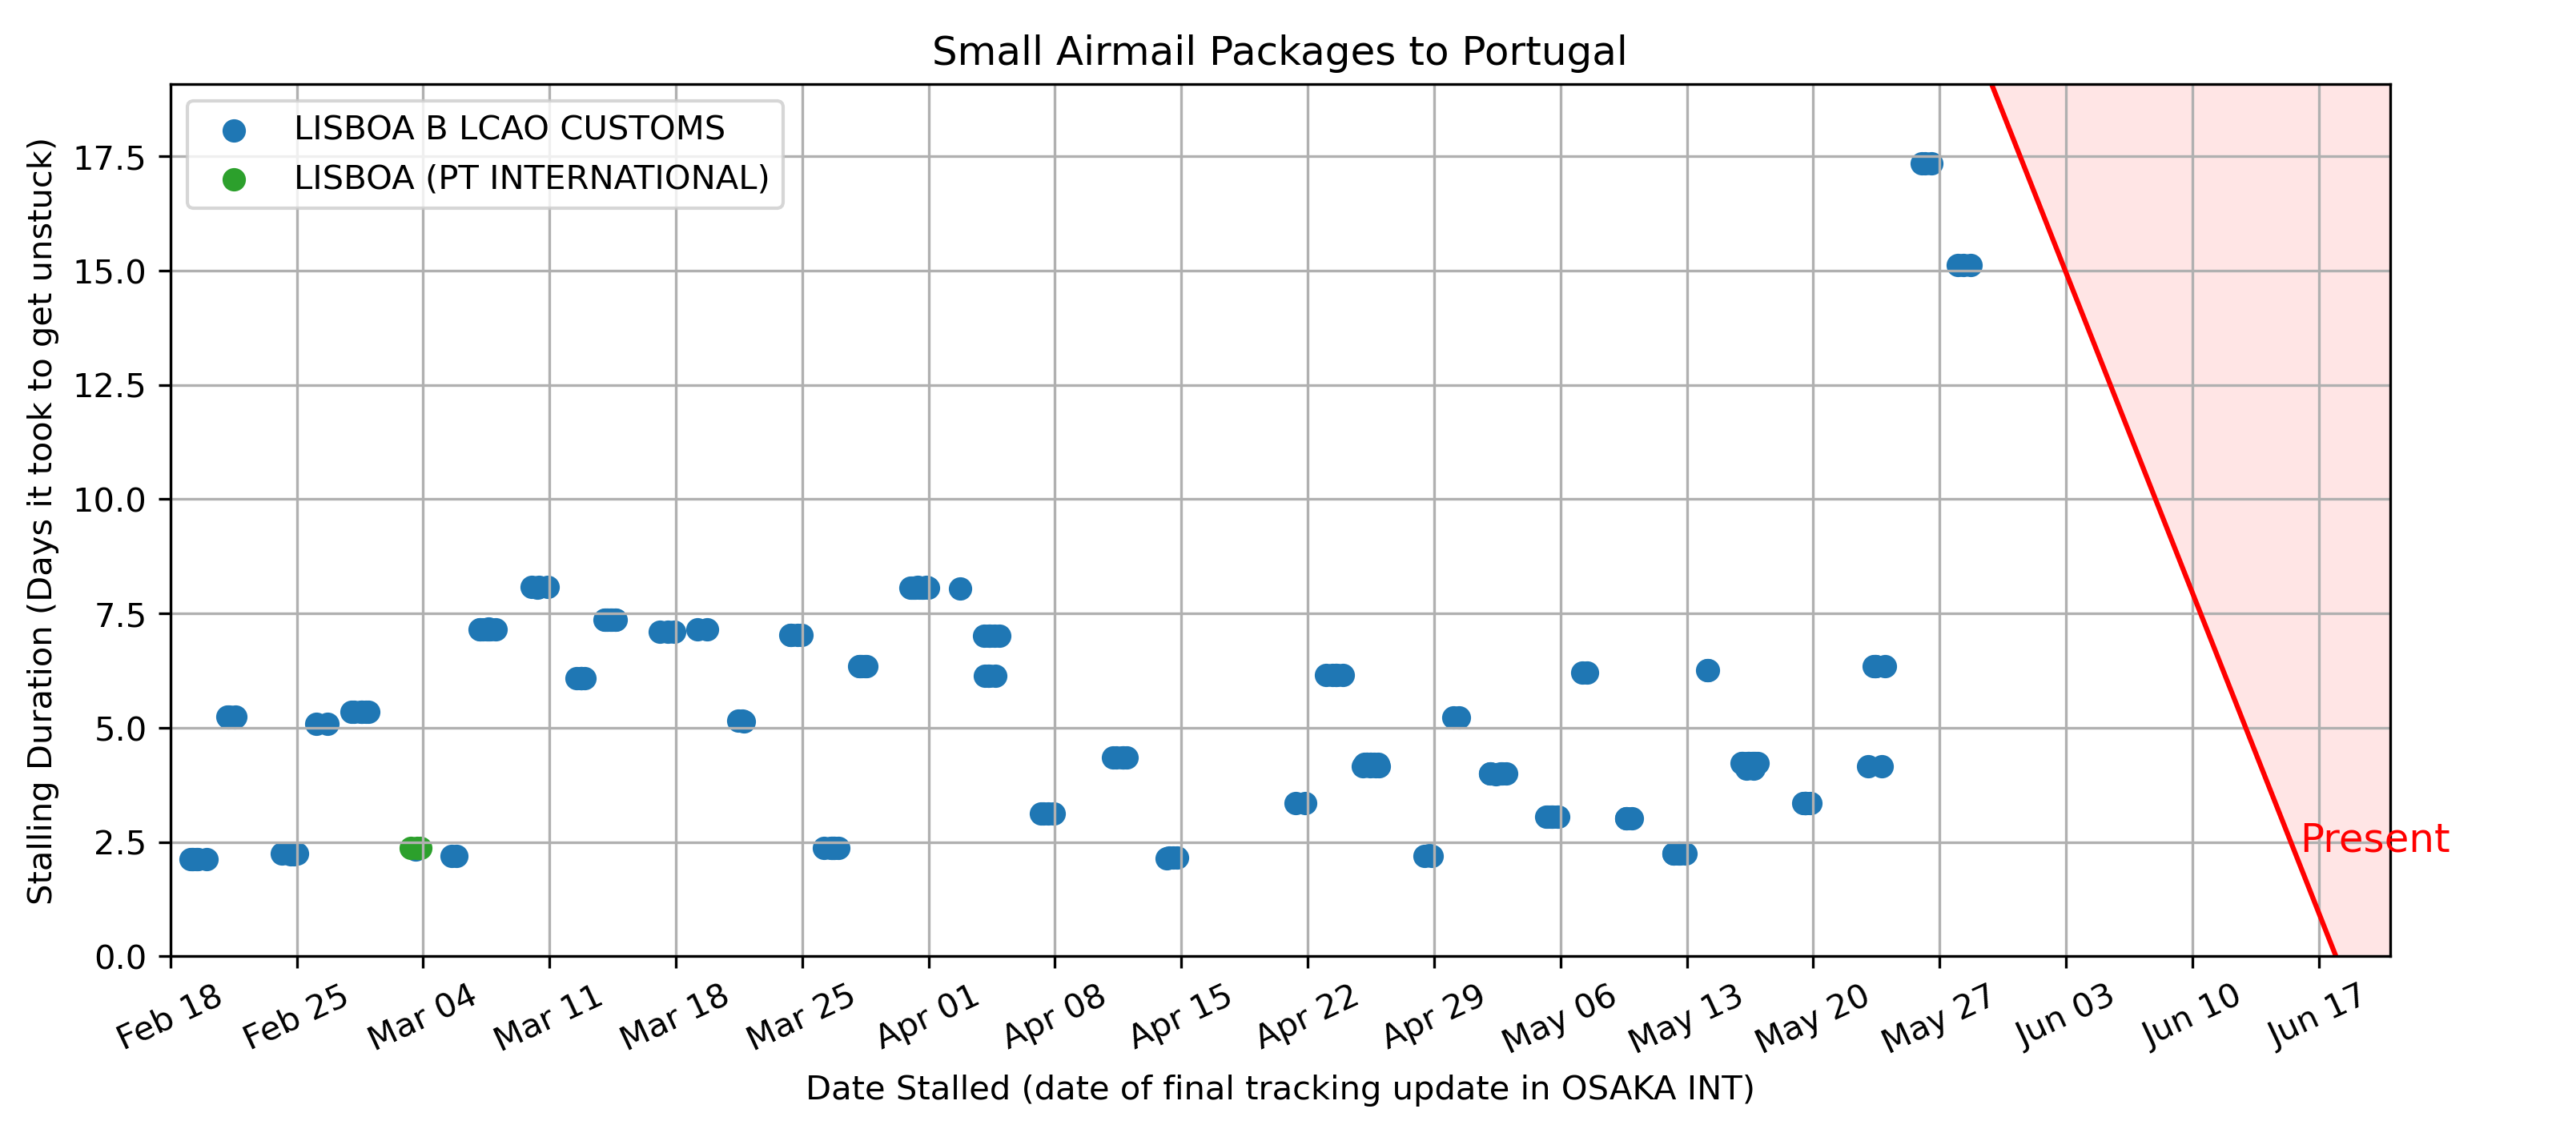 Small Airmail Packages to Portugal
LISBOA B LCAO CUSTOMS
LISBOA (PT INTERNATIONAL)
Stalling Duration (Days it took to get unstuck)
17.5
15.0
12.5
10.0
7.5
5.0
2.5
0.0
Present
Feb 18
Feb 25
Mar 04
Mar 11
Mar 18
Mar 25
Apr 01
Apr 08
Apr 15
Apr 22
Apr 29
May 06
May 13
May 20
May 27
Jun 03
Jun 10
Jun 17
Date Stalled (date of final tracking update in OSAKA INT)